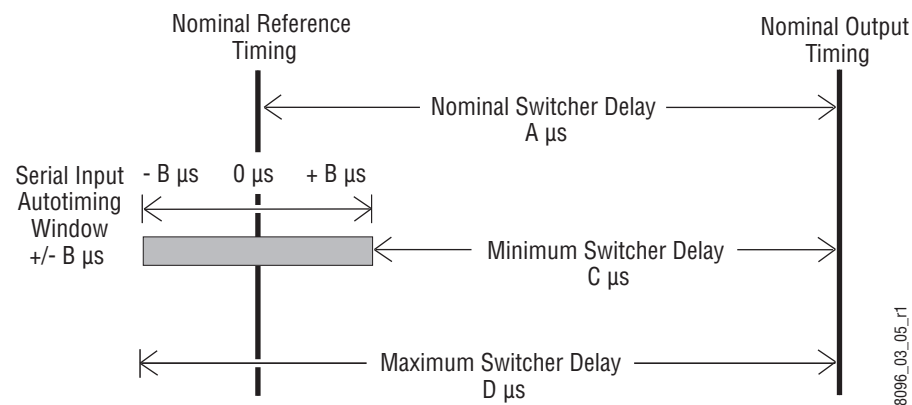 Nominal Reference
Timing
Nominal Output
Timing
Nominal Switcher Delay
A µs
Serial Input
Autotiming
Window
+/- B µs
- B µs 0 µs + B µs
Minimum Switcher Delay
C µs
Maximum Switcher Delay
D µs
8096_03_05_r1